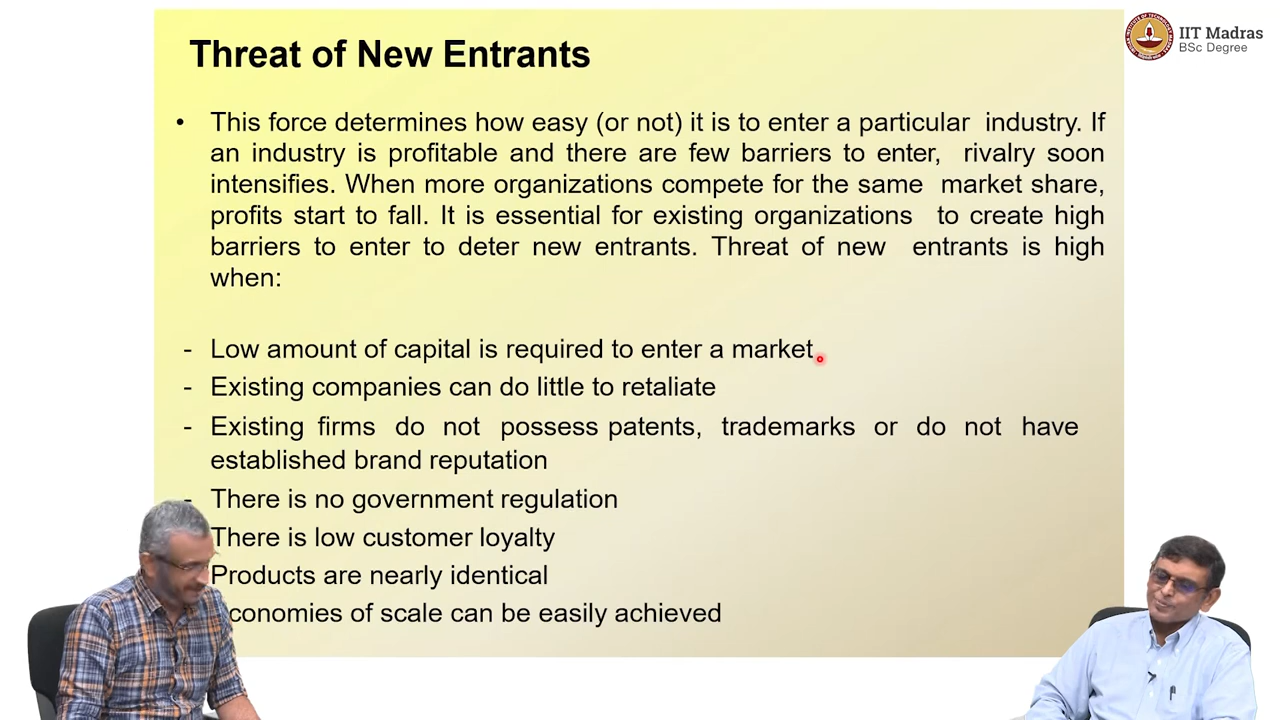 Threat of New Entrants
IIT Madras
BSc Degree
• This force determines how easy (or not) it is to enter a particular industry. If
an industry is profitable and there are few barriers to enter, rivalry soon
intensifies. When more organizations compete for the same market share,
profits start to fall. It is essential for existing organizations to create high
barriers to enter to deter new entrants. Threat of new entrants is high
when:
- Low amount of capital is required to enter a market
- Existing companies can do little to retaliate
- Existing firms do not possess patents, trademarks or do not have
established brand reputation
- There is no government regulation
There is low customer loyalty
Products are nearly identical
conomies of scale can be easily achieved